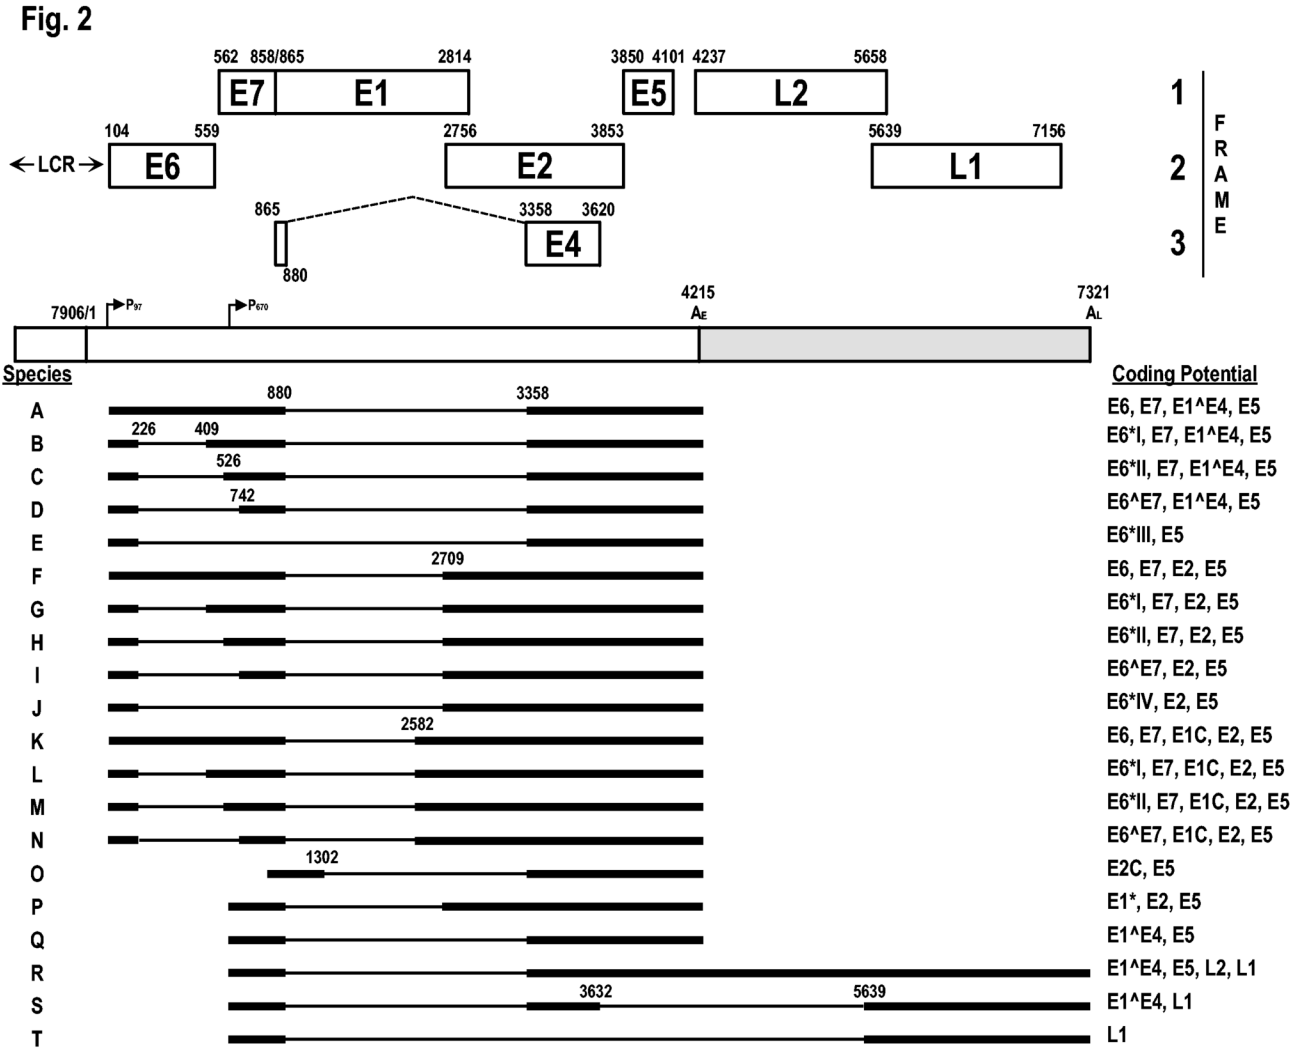 Fig. 2
562 858/865 2814 3850 4101 4237 5658
E7 E1 E5 L2 1
104 559 2756 3853 5639 7156
←LCR→ E6 E2 L1 2
865 3358 3620
E4 3
880
FRAME
7906/1 P97 P670 4215 7321
AE AL
Species Coding Potential
880 3358
A E6, E7, E1^E4, E5
226 409
B E6*I, E7, E1^E4, E5
526
C E6*II, E7, E1^E4, E5
742
D E6^E7, E1^E4, E5
E E6*III, E5
2709
F E6, E7, E2, E5
G E6*I, E7, E2, E5
H E6*II, E7, E2, E5
I E6^E7, E2, E5
J E6*IV, E2, E5
2582
K E6, E7, E1C, E2, E5
L E6*I, E7, E1C, E2, E5
M E6*II, E7, E1C, E2, E5
N E6^E7, E1C, E2, E5
1302
O E2C, E5
P E1*, E2, E5
Q E1^E4, E5
R E1^E4, E5, L2, L1
3632 5639
S E1^E4, L1
T L1